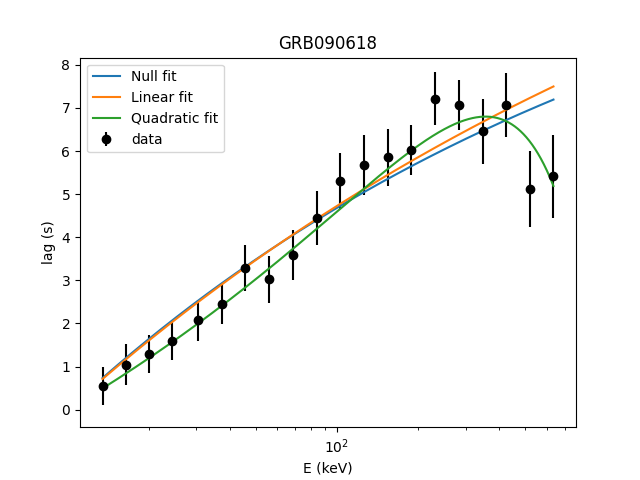 GRB090618
Null fit
Linear fit
Quadratic fit
data
8
7
6
5
4
3
2
1
0
lag (s)
10²
E (keV)